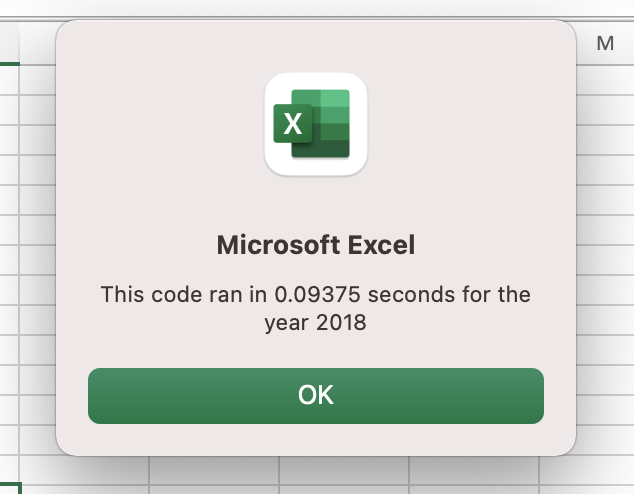 M
X
Microsoft Excel
This code ran in 0.09375 seconds for the
year 2018
OK